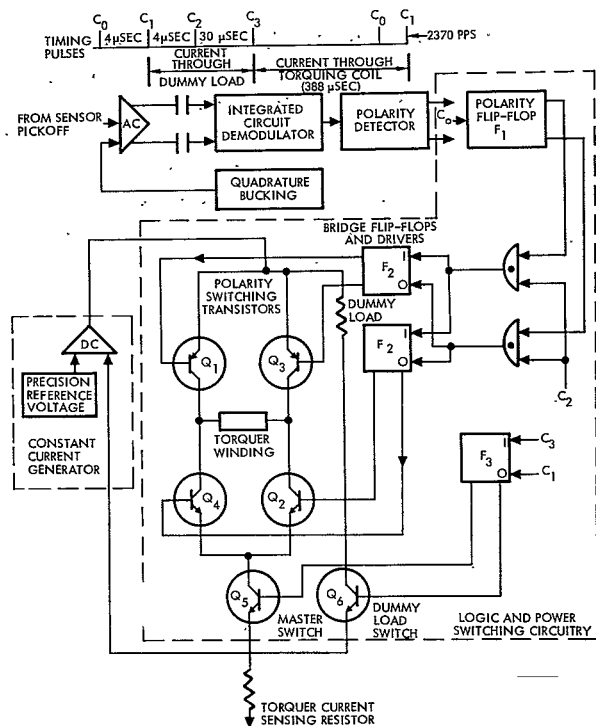 C0 C1 C2 C3 C0 C1
TIMING PULSES 4μSEC 4μSEC 30 μSEC 2370 PPS
CURRENT THROUGH DUMMY LOAD
CURRENT THROUGH TORQUING COIL (388 μSEC)
FROM SENSOR PICKOFF
AC
INTEGRATED CIRCUIT DEMODULATOR
POLARITY DETECTOR
C0
POLARITY FLIP-FLOP F1
QUADRATURE BUCKING
BRIDGE FLIP-FLOPS AND DRIVERS
POLARITY SWITCHING TRANSISTORS
F2 1 0
DUMMY LOAD
F2 1 0
C2
DC
PRECISION REFERENCE VOLTAGE
CONSTANT CURRENT GENERATOR
Q1
Q3
TORQUER WINDING
Q4
Q2
F3 1 0
C3
C1
Q5
Q6
MASTER SWITCH
DUMMY LOAD SWITCH
LOGIC AND POWER SWITCHING CIRCUITRY
TORQUER CURRENT SENSING RESISTOR